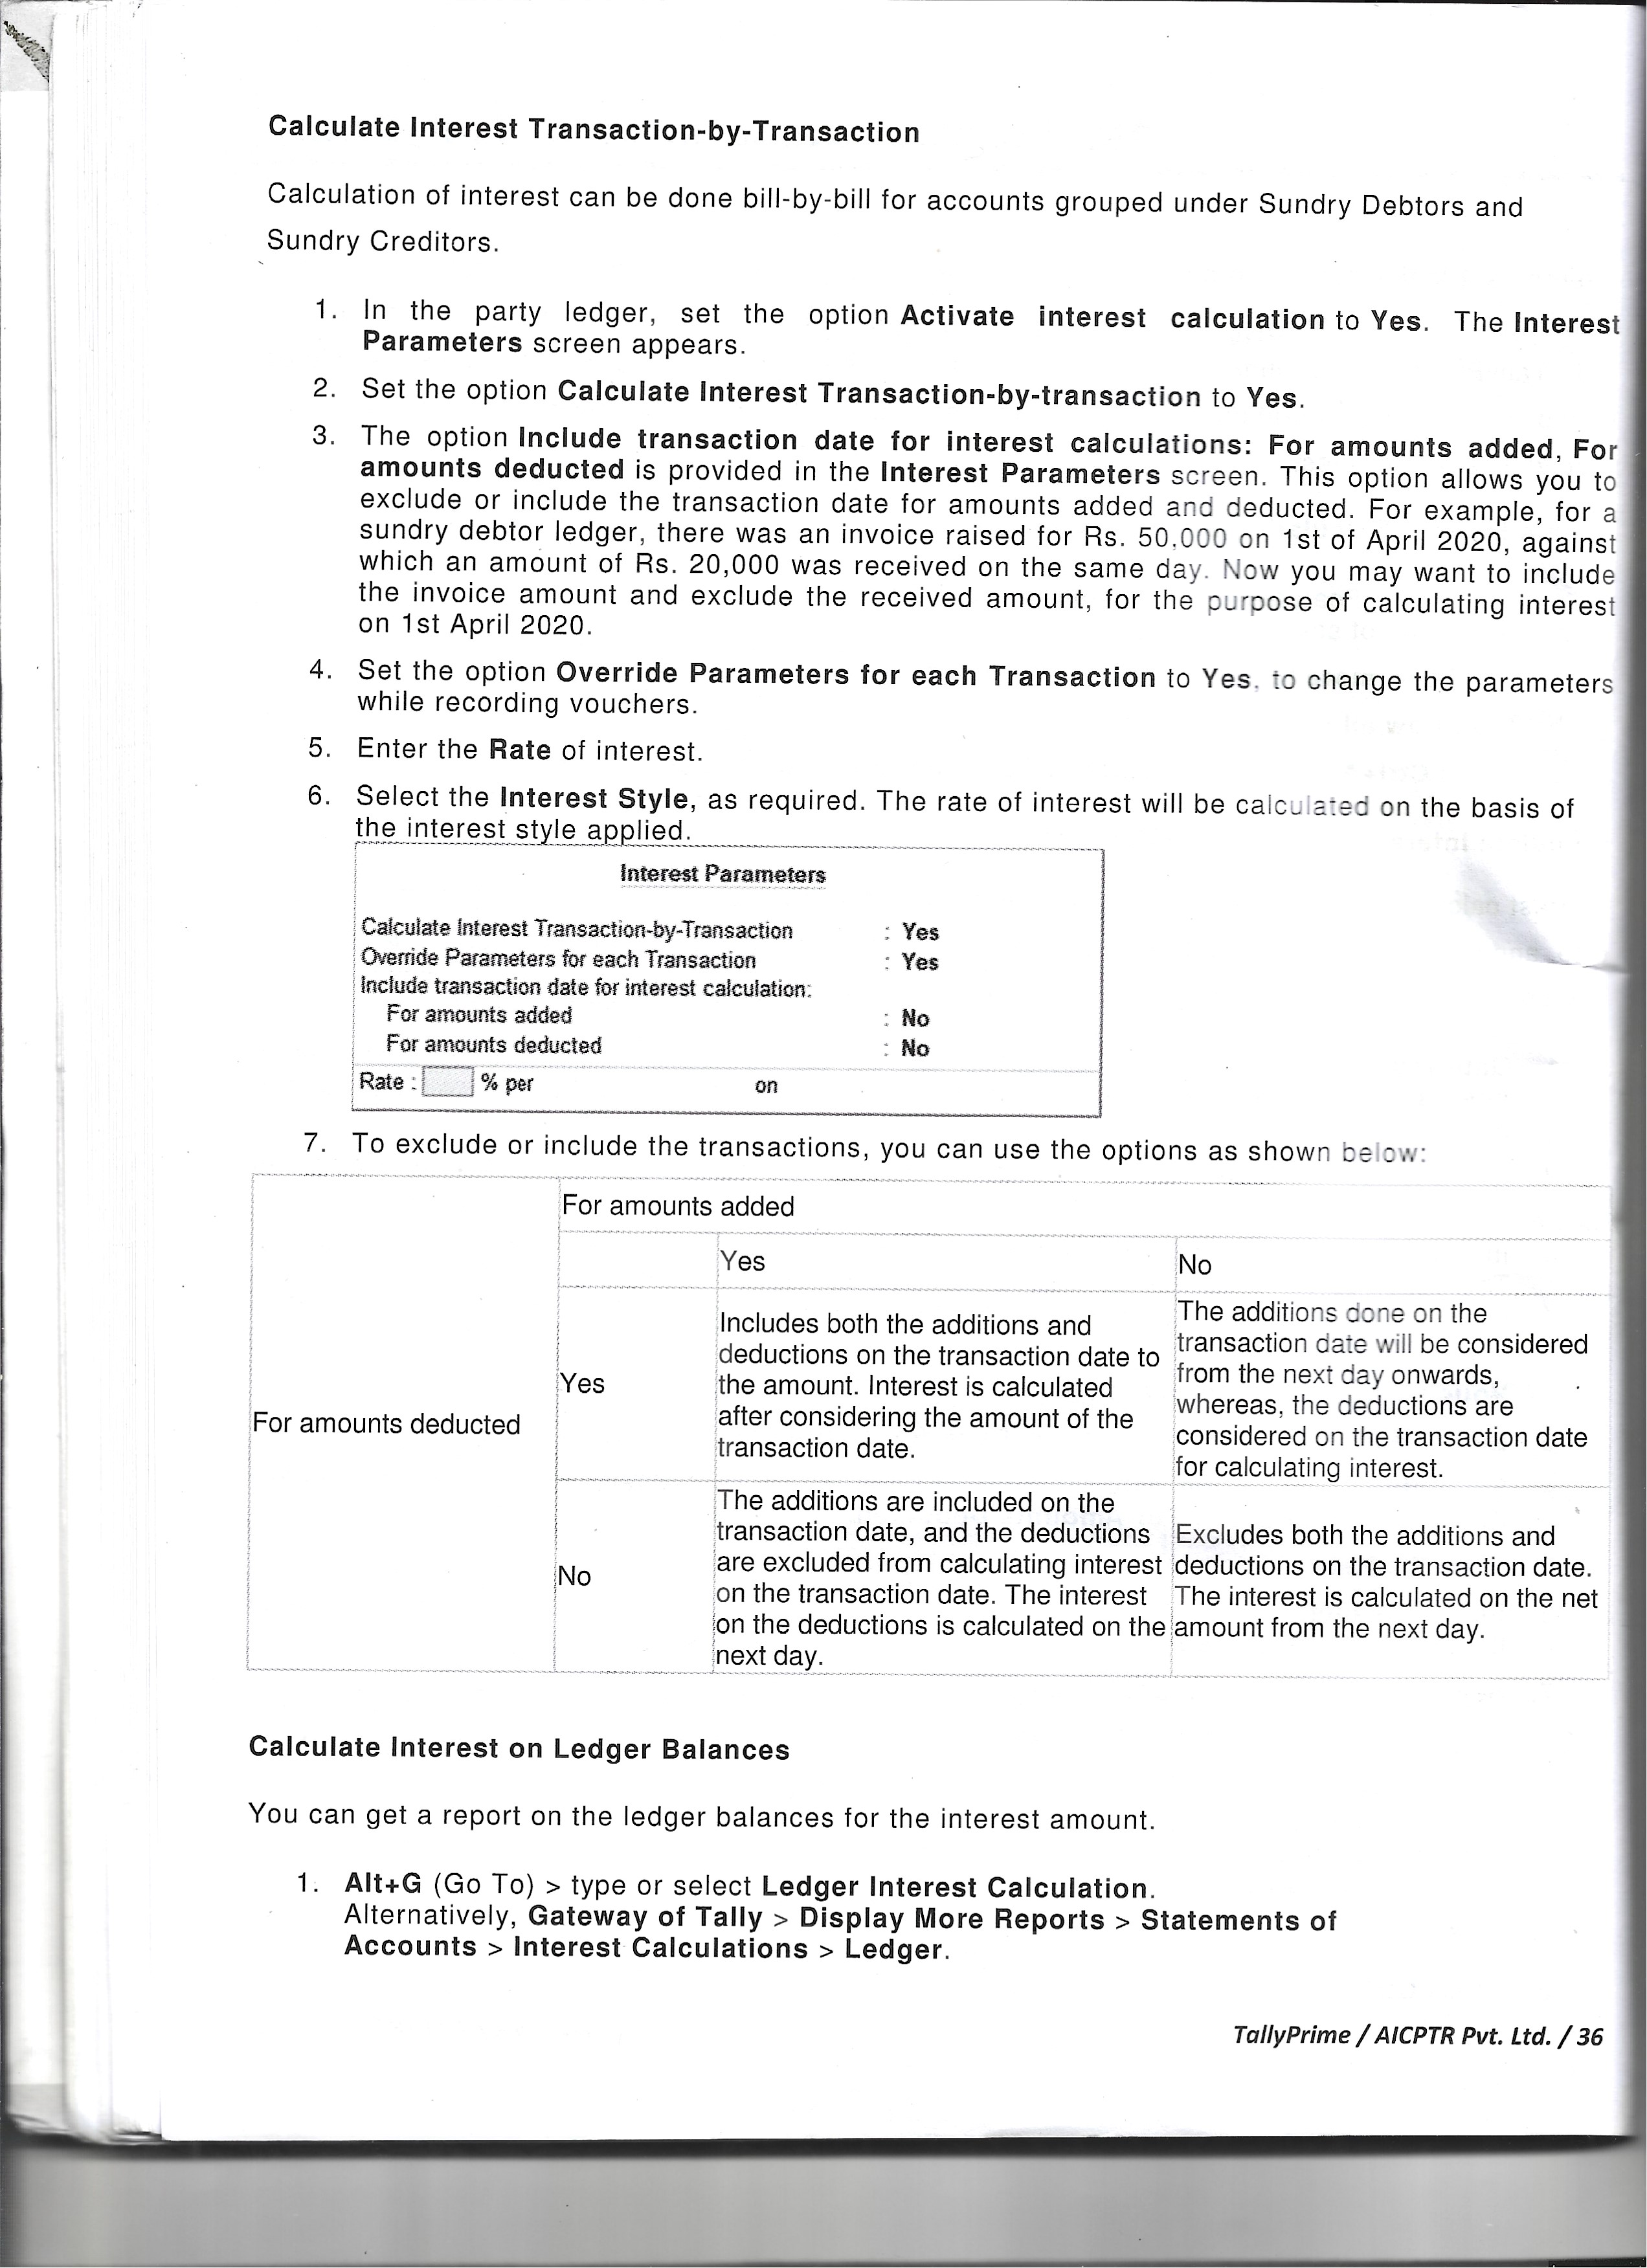 Calculate Interest Transaction-by-Transaction
Calculation of interest can be done bill-by-bill for accounts grouped under Sundry Debtors and
Sundry Creditors.
1. In the party ledger, set the option Activate interest calculation to Yes. The Interest
Parameters screen appears.
2. Set the option Calculate Interest Transaction-by-transaction to Yes.
3. The option Include transaction date for interest calculations: For amounts added, For
amounts deducted is provided in the Interest Parameters screen. This option allows you to
exclude or include the transaction date for amounts added and deducted. For example, for a
sundry debtor ledger, there was an invoice raised for Rs. 50,000 on 1st of April 2020, against
which an amount of Rs. 20,000 was received on the same day. Now you may want to include
the invoice amount and exclude the received amount, for the purpose of calculating interest
on 1st April 2020.
4. Set the option Override Parameters for each Transaction to Yes, to change the parameters
while recording vouchers.
5. Enter the Rate of interest.
6. Select the Interest Style, as required. The rate of interest will be calculated on the basis of
the interest style applied.
Interest Parameters
Calculate Interest Transaction-by-Transaction : Yes
Override Parameters for each Transaction : Yes
Include transaction date for interest calculation:
For amounts added : No
For amounts deducted : No
Rate : % per on
7. To exclude or include the transactions, you can use the options as shown below:
For amounts added
Yes
No
For amounts deducted
Yes
Includes both the additions and
deductions on the transaction date to
the amount. Interest is calculated
after considering the amount of the
transaction date.
The additions done on the
transaction date will be considered
from the next day onwards,
whereas, the deductions are
considered on the transaction date
for calculating interest.
No
The additions are included on the
transaction date, and the deductions
are excluded from calculating interest
on the transaction date. The interest
on the deductions is calculated on the
next day.
Excludes both the additions and
deductions on the transaction date.
The interest is calculated on the net
amount from the next day.
Calculate Interest on Ledger Balances
You can get a report on the ledger balances for the interest amount.
1. Alt+G (Go To) > type or select Ledger Interest Calculation.
Alternatively, Gateway of Tally > Display More Reports > Statements of
Accounts > Interest Calculations > Ledger.
TallyPrime / AICPTR Pvt. Ltd. / 36